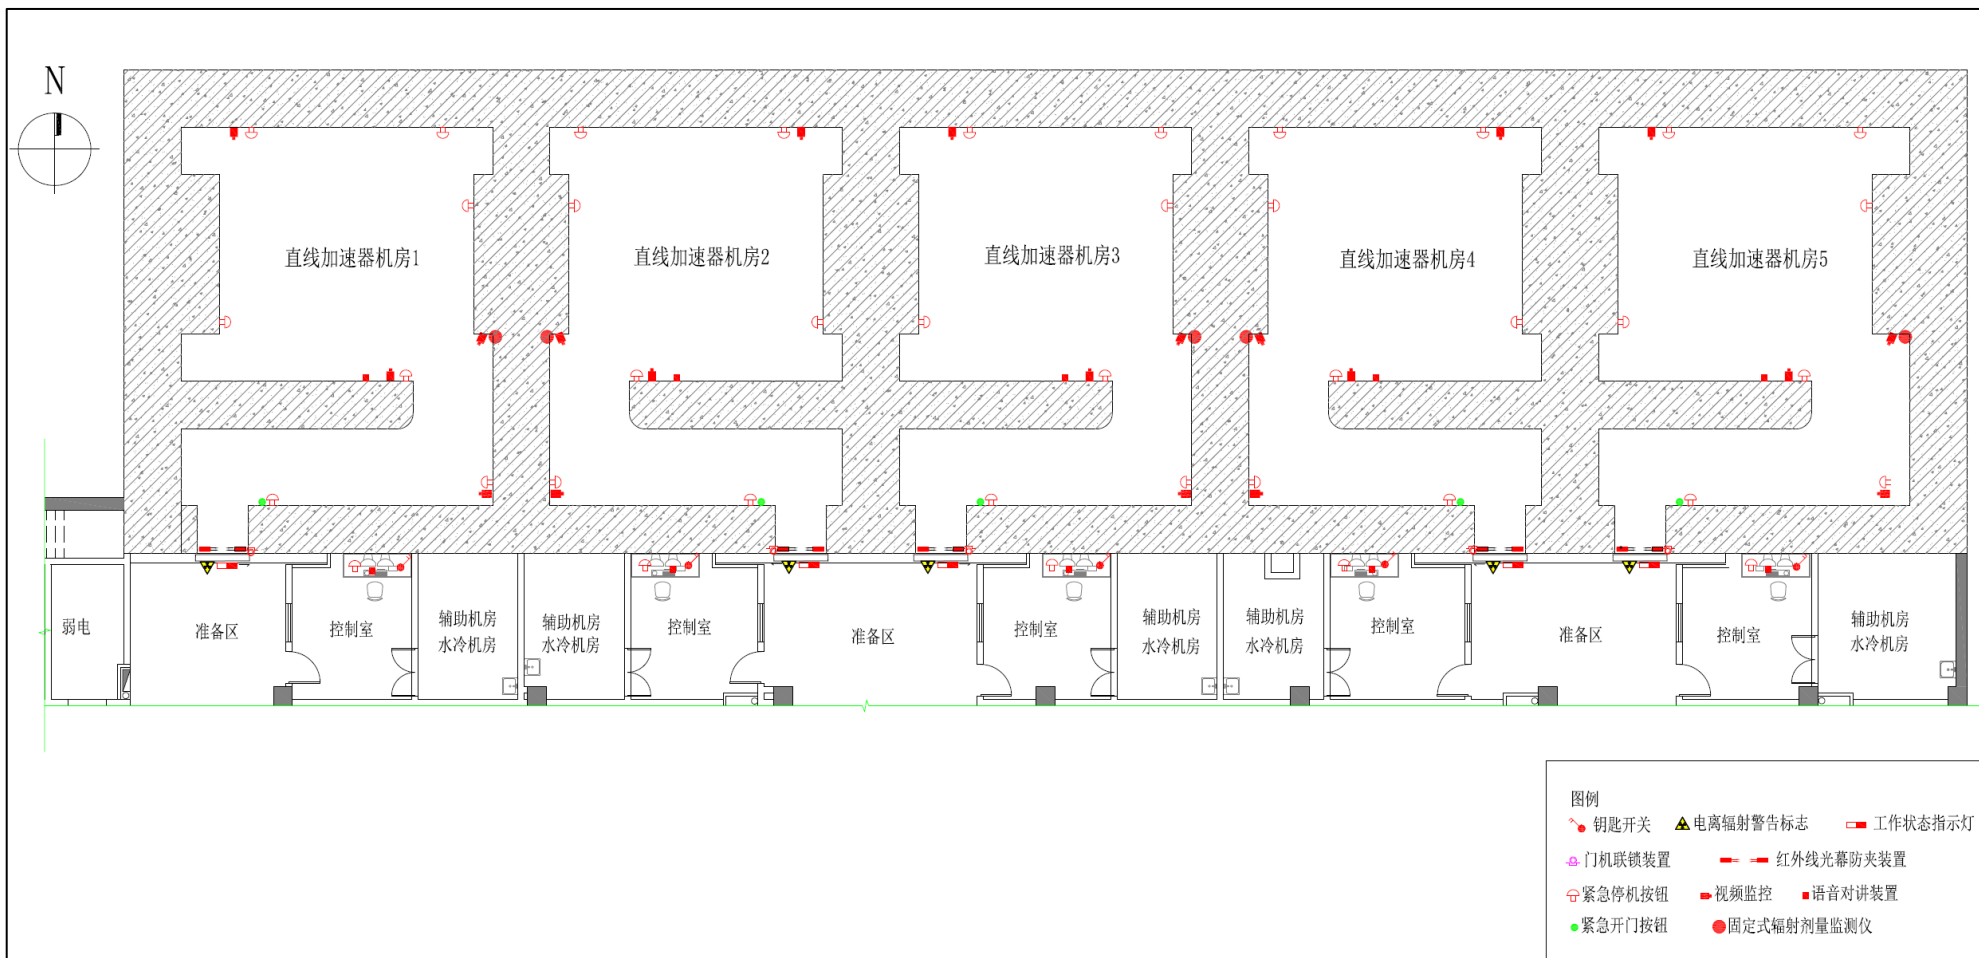 N
直线加速器机房1
直线加速器机房2
直线加速器机房3
直线加速器机房4
直线加速器机房5
弱电
准备区
控制室
辅助机房
水冷机房
辅助机房
水冷机房
控制室
准备区
控制室
辅助机房
水冷机房
辅助机房
水冷机房
控制室
准备区
控制室
辅助机房
水冷机房
图例
钥匙开关 电离辐射警告标志 工作状态指示灯
门机联锁装置 红外线光幕防夹装置
紧急停机按钮 视频监控 语音对讲装置
紧急开门按钮 固定式辐射剂量监测仪